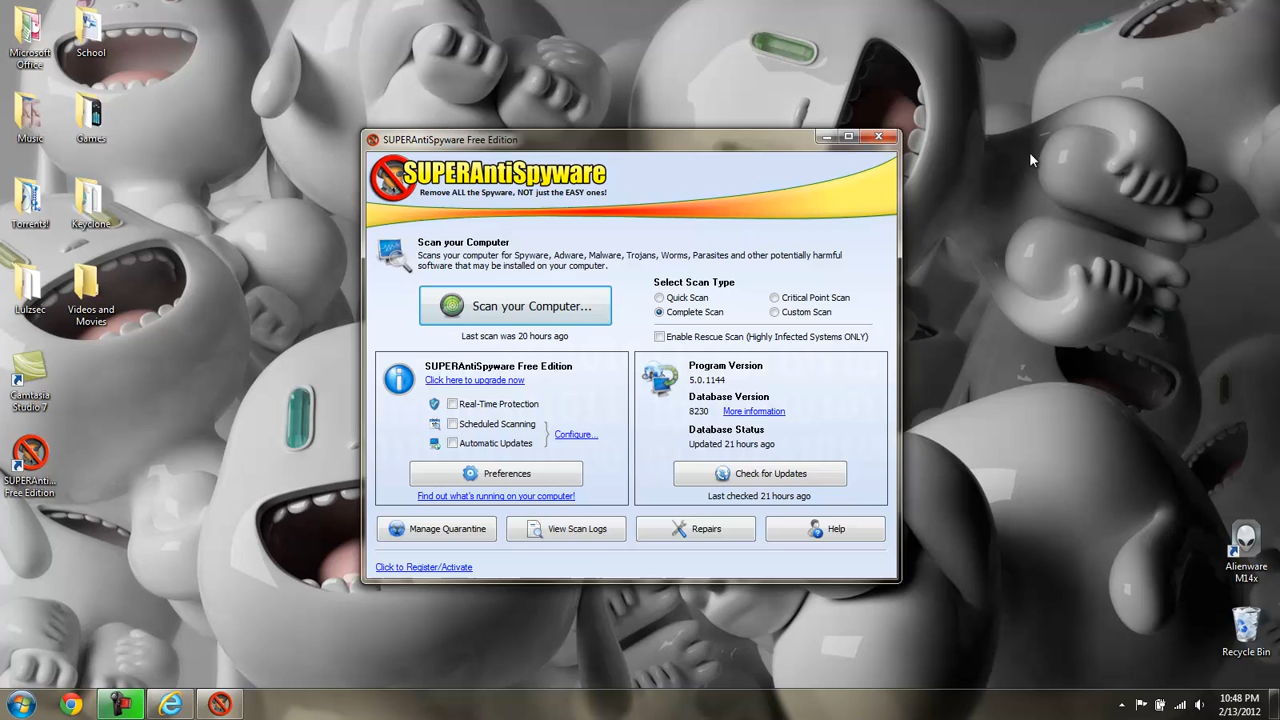 Microsoft Office
School
Music
Games
Torrents!
Keyclone
Lulzsec
Videos and Movies
Camtasia Studio 7
SUPERAnti... Free Edition
SUPERAntiSpyware Free Edition
SUPERAntiSpyware
Remove ALL the Spyware, NOT just the EASY ones!
Scan your Computer
Scans your computer for Spyware, Adware, Malware, Trojans, Worms, Parasites and other potentially harmful
software that may be installed on your computer.
Scan your Computer...
Last scan was 20 hours ago
Select Scan Type
Quick Scan
Critical Point Scan
Complete Scan
Custom Scan
Enable Rescue Scan (Highly Infected Systems ONLY)
SUPERAntiSpyware Free Edition
Click here to upgrade now
Real-Time Protection
Scheduled Scanning
Automatic Updates
Configure...
Preferences
Find out what's running on your computer!
Program Version
5.0.1144
Database Version
8230 More information
Database Status
Updated 21 hours ago
Check for Updates
Last checked 21 hours ago
Manage Quarantine
View Scan Logs
Repairs
Help
Click to Register/Activate
Alienware M14x
Recycle Bin
10:48 PM
2/13/2012